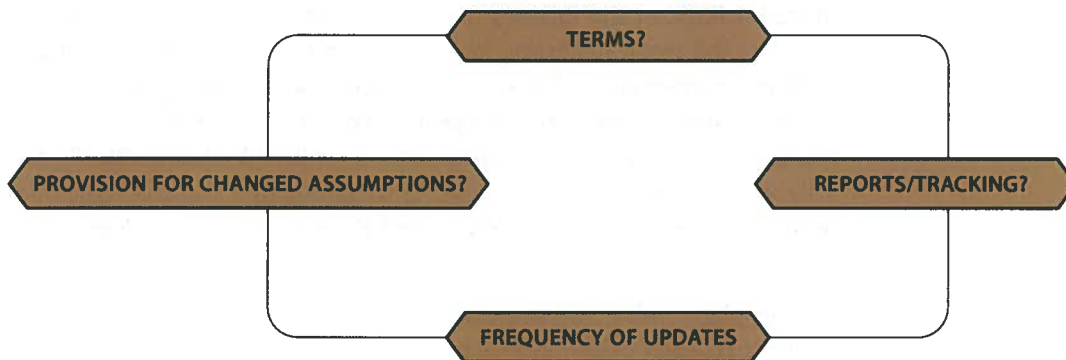 TERMS?
PROVISION FOR CHANGED ASSUMPTIONS?
REPORTS/TRACKING?
FREQUENCY OF UPDATES